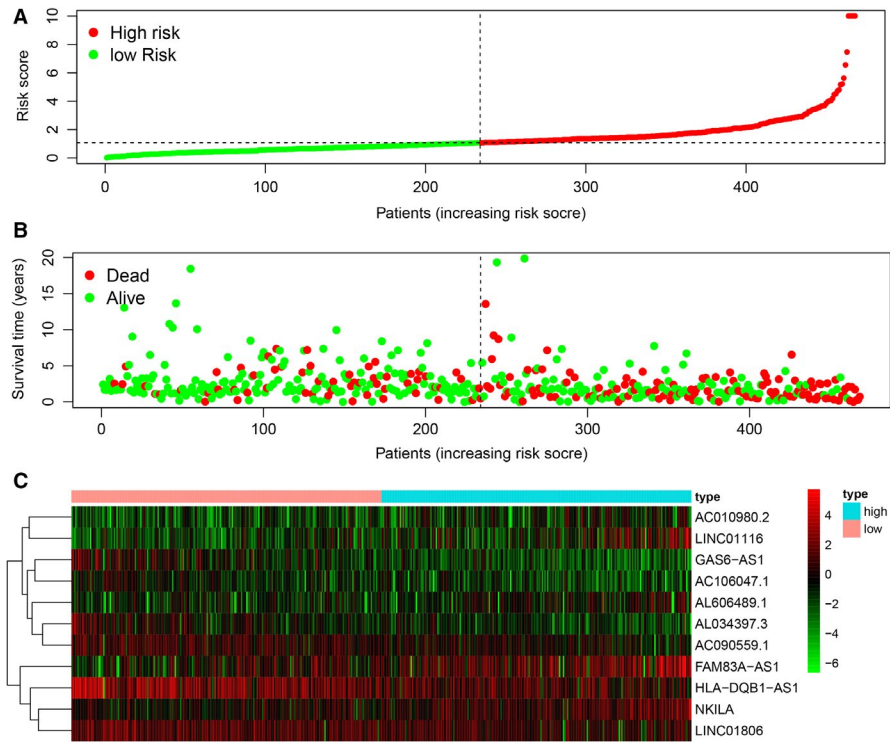 A
High risk
low Risk
Risk score
10
8
6
4
2
0
0 100 200 300 400
Patients (increasing risk socre)
B
Dead
Alive
Survival time (years)
20
15
10
5
0
0 100 200 300 400
Patients (increasing risk socre)
C
type
AC010980.2
LINC01116
GAS6−AS1
AC106047.1
AL606489.1
AL034397.3
AC090559.1
FAM83A−AS1
HLA−DQB1−AS1
NKILA
LINC01806
4
2
0
−2
−4
−6
type
high
low